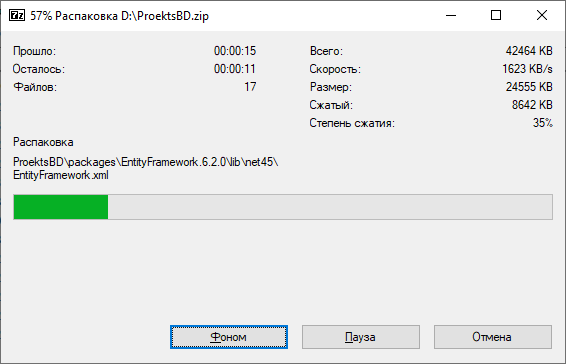 7z 57% Распаковка D:\ProektsBD.zip
Прошло: 00:00:15 Всего: 42464 KB
Осталось: 00:00:11 Скорость: 1623 KB/s
Файлов: 17 Размер: 24555 KB
Сжатый: 8642 KB
Степень сжатия: 35%
Распаковка
ProektsBD\packages\EntityFramework.6.2.0\lib\net45\
EntityFramework.xml
Фоном Пауза Отмена